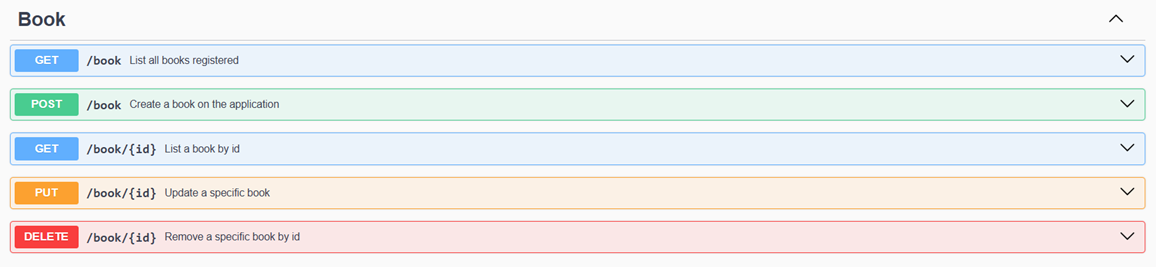 Book
GET /book List all books registered
POST /book Create a book on the application
GET /book/{id} List a book by id
PUT /book/{id} Update a specific book
DELETE /book/{id} Remove a specific book by id